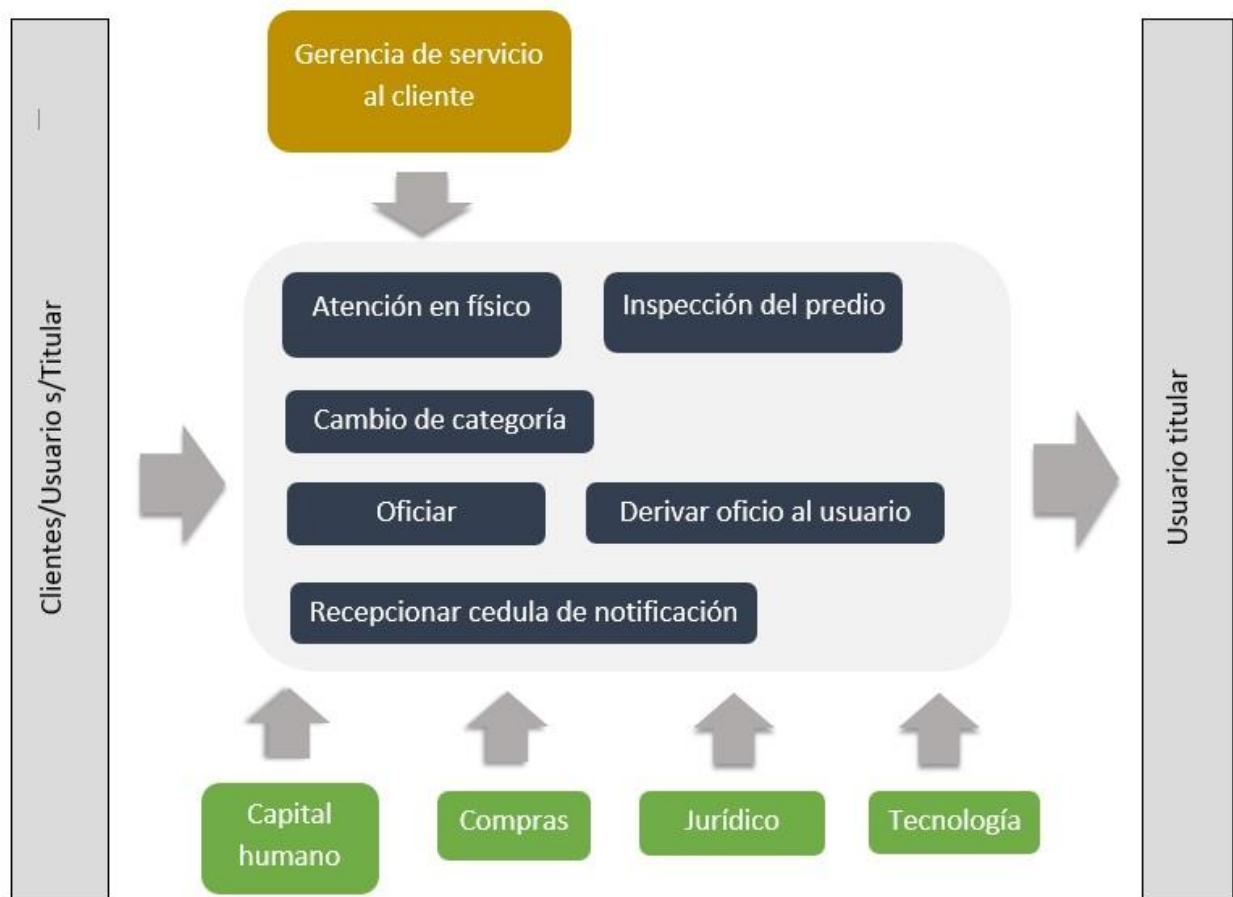 Gerencia de servicio
al cliente
Clientes/Usuario s/Titular
Atención en físico
Inspección del predio
Cambio de categoría
Oficiar
Derivar oficio al usuario
Recepcionar cedula de notificación
Usuario titular
Capital
humano
Compras
Jurídico
Tecnología